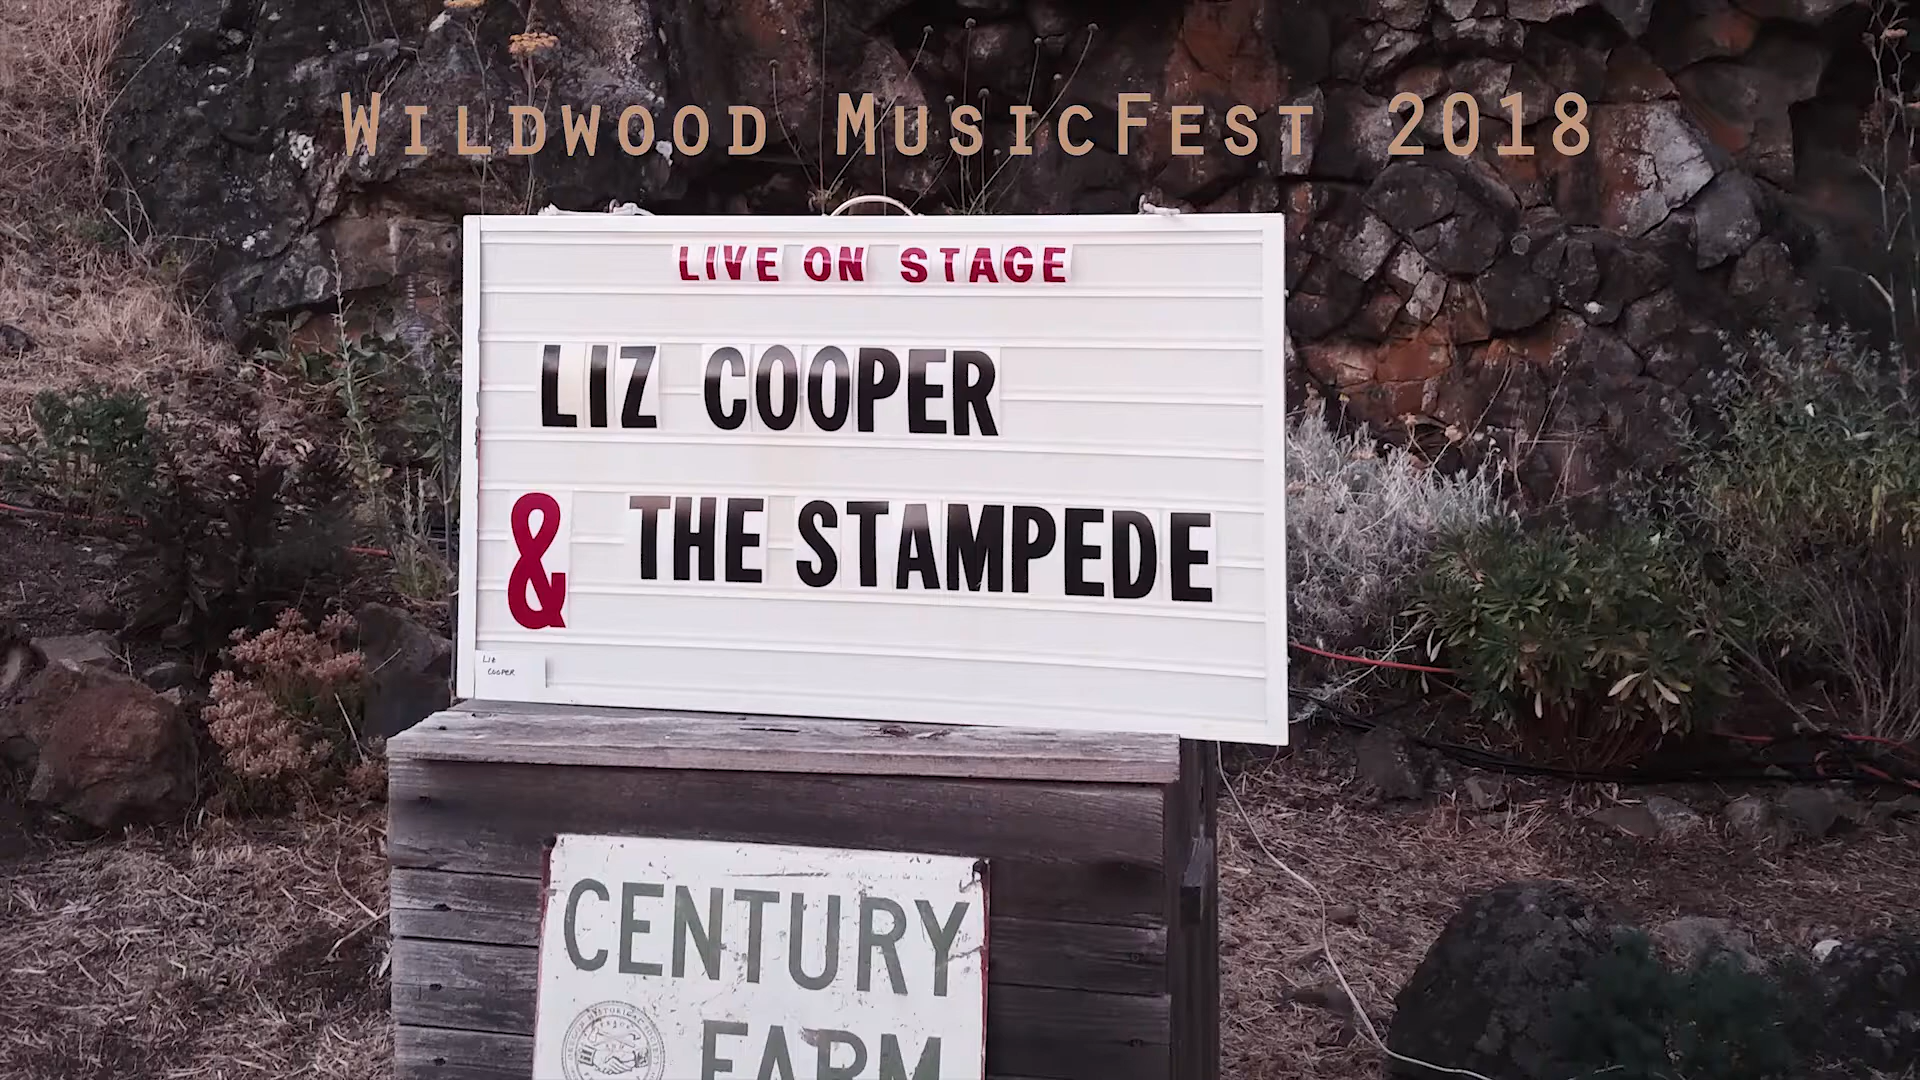 Wildwood MusicFest 2018
LIVE ON STAGE
LIZ COOPER
& THE STAMPEDE
Liz
COOPER
CENTURY
FARM